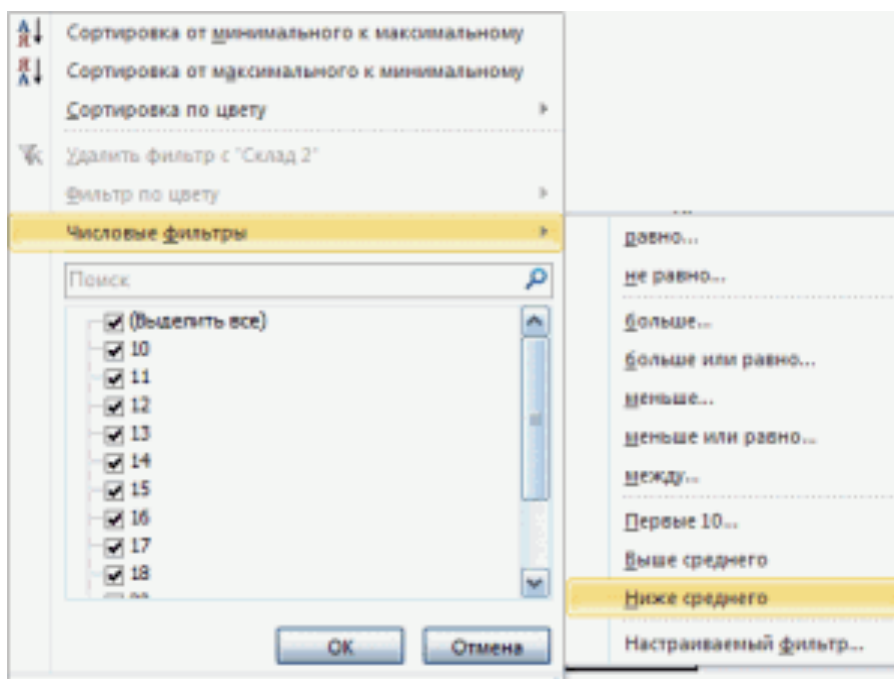 Сортировка от минимального к максимальному
Сортировка от максимального к минимальному
Сортировка по цвету
Удалить фильтр с "Склад 2"
Фильтр по цвету
Числовые фильтры
Поиск
(Выделить все)
10
11
12
13
14
15
16
17
18
ОК
Отмена
равно...
не равно...
больше...
больше или равно...
меньше...
меньше или равно...
между...
Первые 10...
Выше среднего
Ниже среднего
Настраиваемый фильтр...